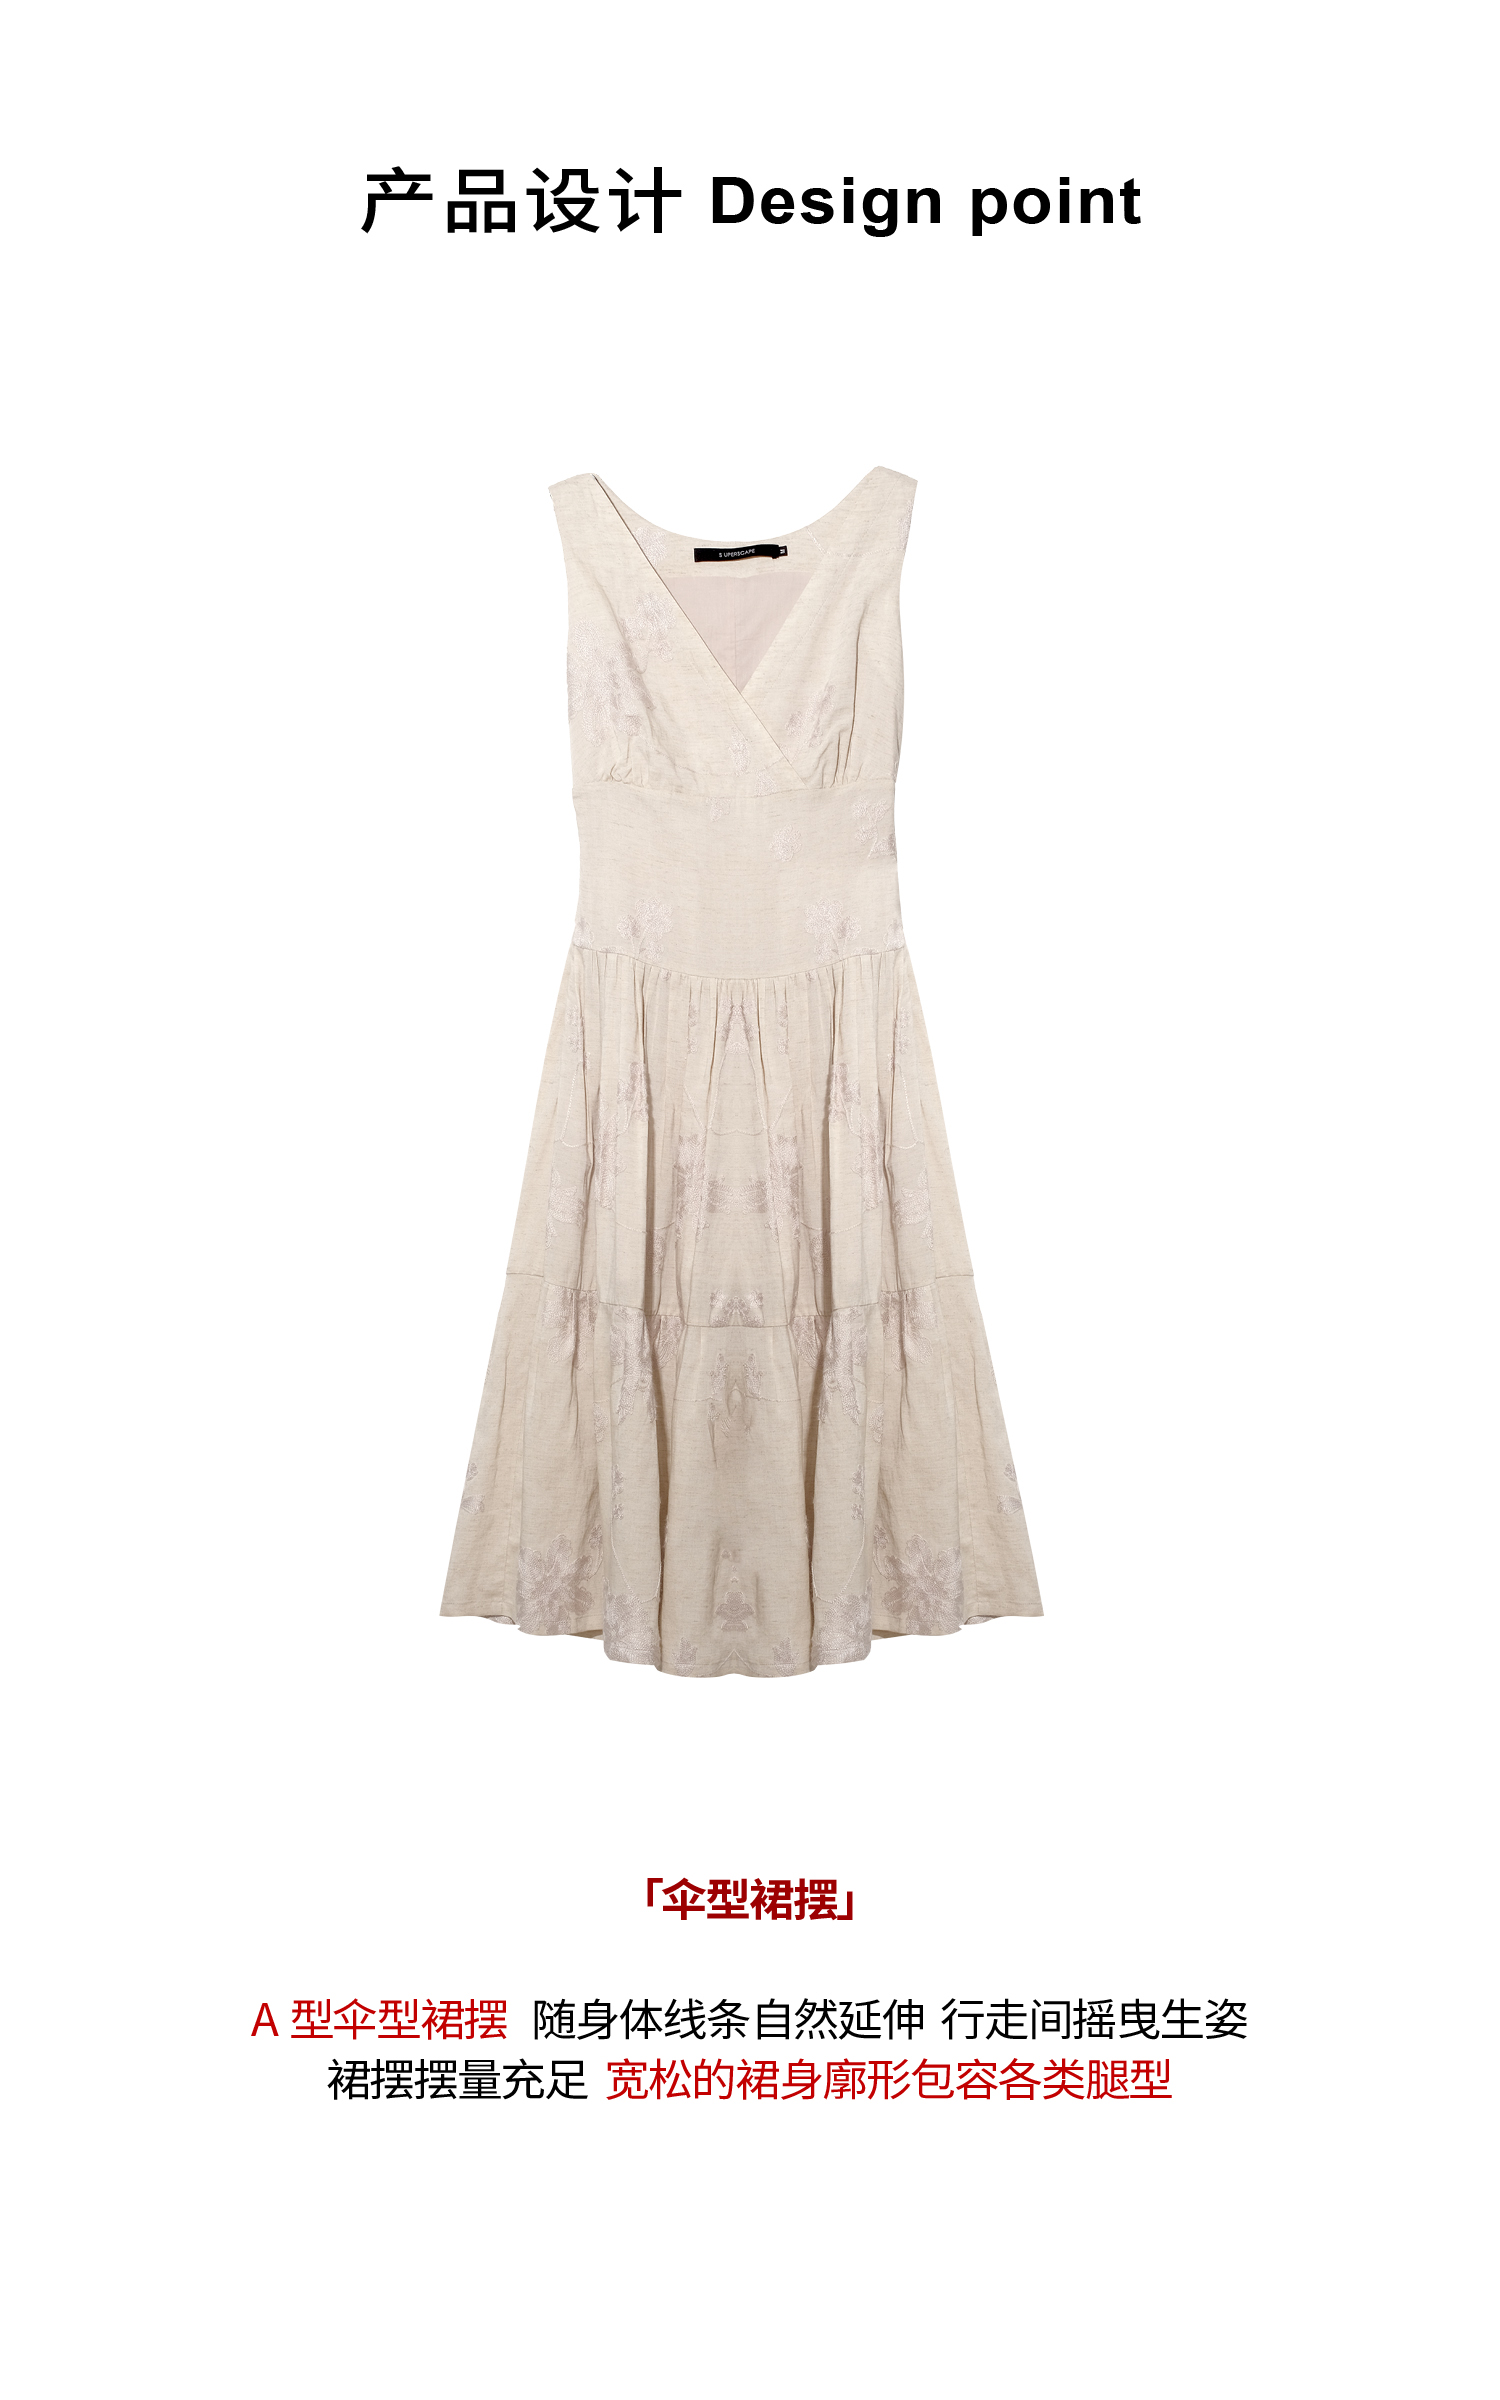 产品设计 Design point
S UPERSCAPE
M
「伞型裙摆」
A 型伞型裙摆 随身体线条自然延伸 行走间摇曳生姿
裙摆摆量充足 宽松的裙身廓形包容各类腿型